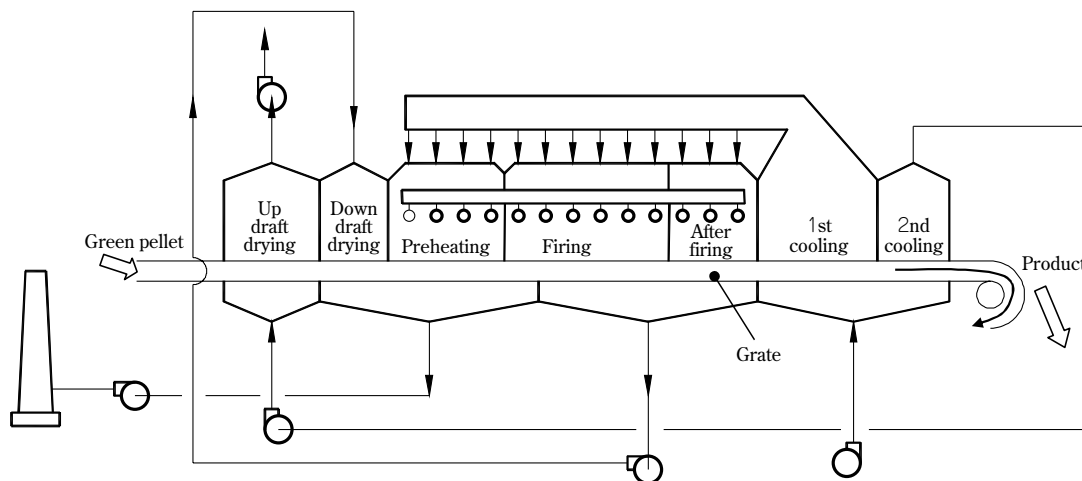 Green pellet
Up
draft
drying
Down
draft
drying
Preheating
Firing
After
firing
1st
cooling
2nd
cooling
Product
Grate